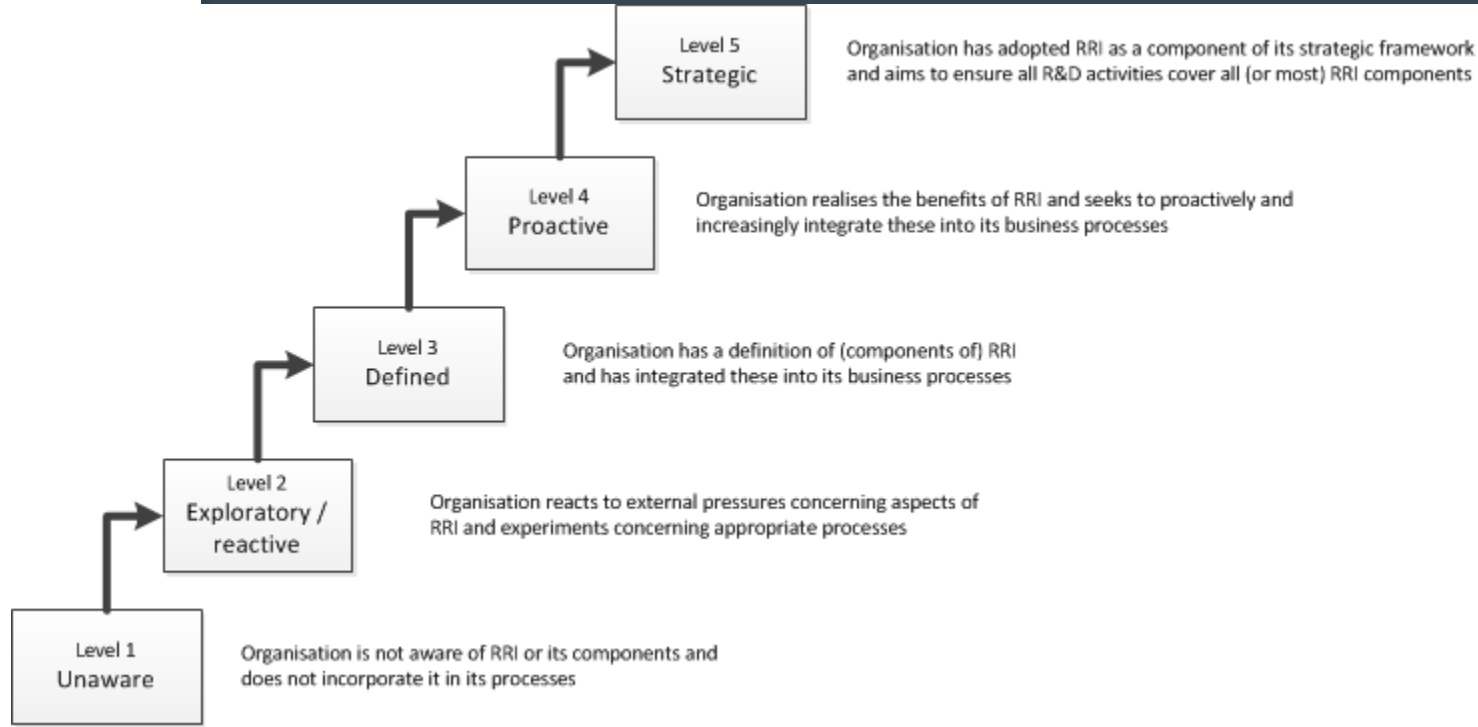 Level 5
Strategic
Organisation has adopted RRI as a component of its strategic framework
and aims to ensure all R&D activities cover all (or most) RRI components
Level 4
Proactive
Organisation realises the benefits of RRI and seeks to proactively and
increasingly integrate these into its business processes
Level 3
Defined
Organisation has a definition of (components of) RRI
and has integrated these into its business processes
Level 2
Exploratory /
reactive
Organisation reacts to external pressures concerning aspects of
RRI and experiments concerning appropriate processes
Level 1
Unaware
Organisation is not aware of RRI or its components and
does not incorporate it in its processes